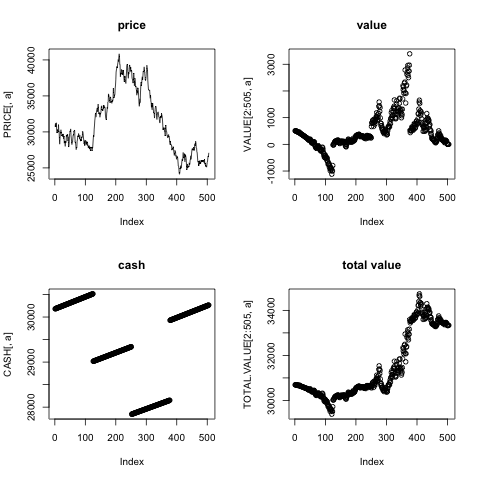 price
PRICE[, a]
25000 30000 35000 40000
0 100 200 300 400 500
Index
value
VALUE[2:505, a]
-1000 0 1000 3000
0 100 200 300 400 500
Index
cash
CASH[, a]
28000 29000 30000
0 100 200 300 400 500
Index
total value
TOTAL.VALUE[2:505, a]
30000 32000 34000
0 100 200 300 400 500
Index